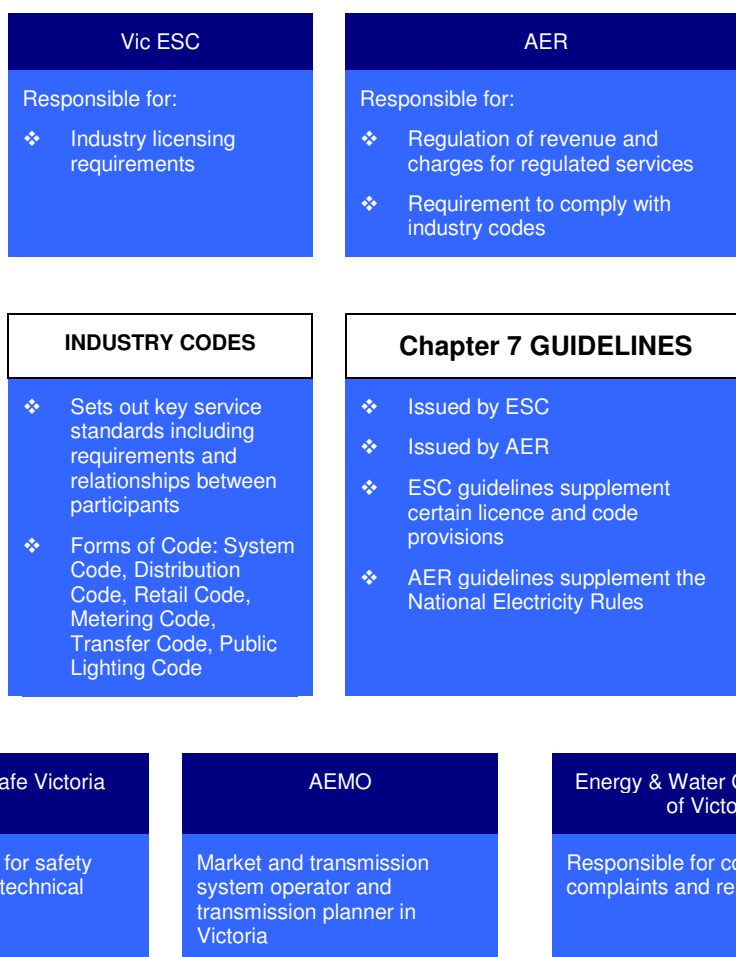 Vic ESC
Responsible for:
❖ Industry licensing
requirements
AER
Responsible for:
❖ Regulation of revenue and
charges for regulated services
❖ Requirement to comply with
industry codes
INDUSTRY CODES
❖ Sets out key service
standards including
requirements and
relationships between
participants
❖ Forms of Code: System
Code, Distribution
Code, Retail Code,
Metering Code,
Transfer Code, Public
Lighting Code
Chapter 7 GUIDELINES
❖ Issued by ESC
❖ Issued by AER
❖ ESC guidelines supplement
certain licence and code
provisions
❖ AER guidelines supplement the
National Electricity Rules
Victoria
for safety
technical
AEMO
Market and transmission
system operator and
transmission planner in
Victoria
Energy & Water
of
Responsible for
complaints and